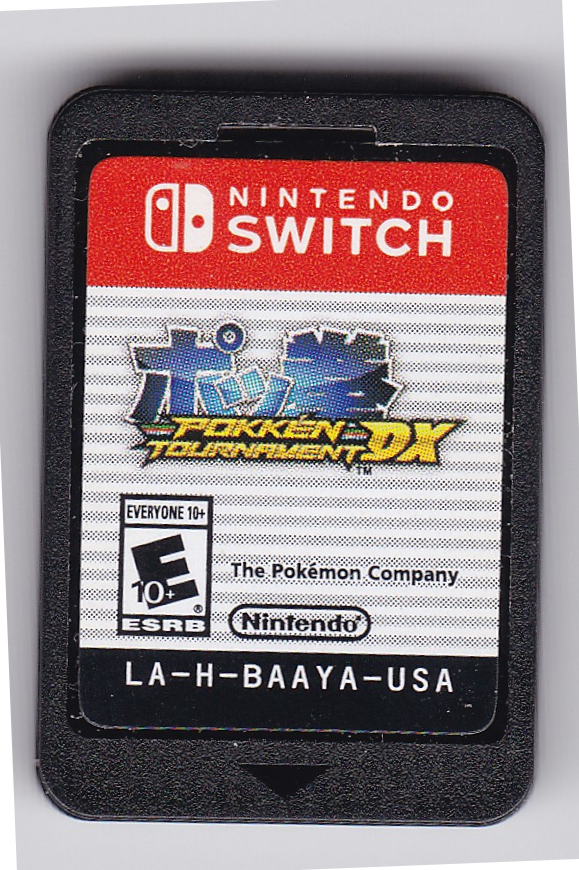 NINTENDO
SWITCH
ポッ拳
POKKÉN
TOURNAMENT DX
TM
EVERYONE 10+
E
10+
®
ESRB
The Pokémon Company
Nintendo®
LA-H-BAAYA-USA